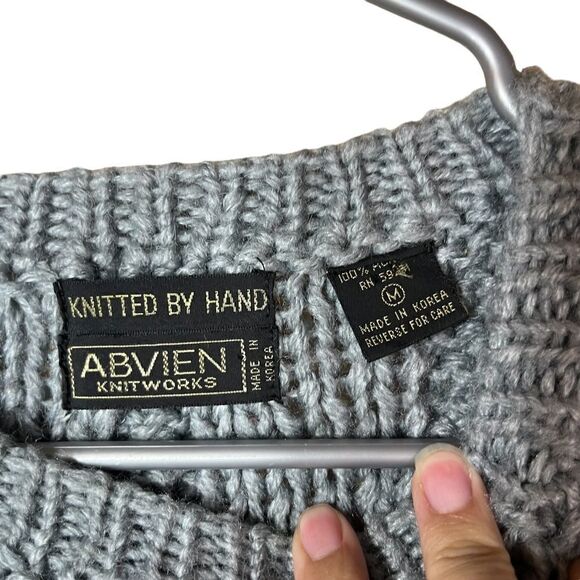 KNITTED BY HAND
ABVIEN
KNITWORKS
MADE IN
KOREA
100%
RN
M
MADE IN KOREA
REVERSE FOR CARE